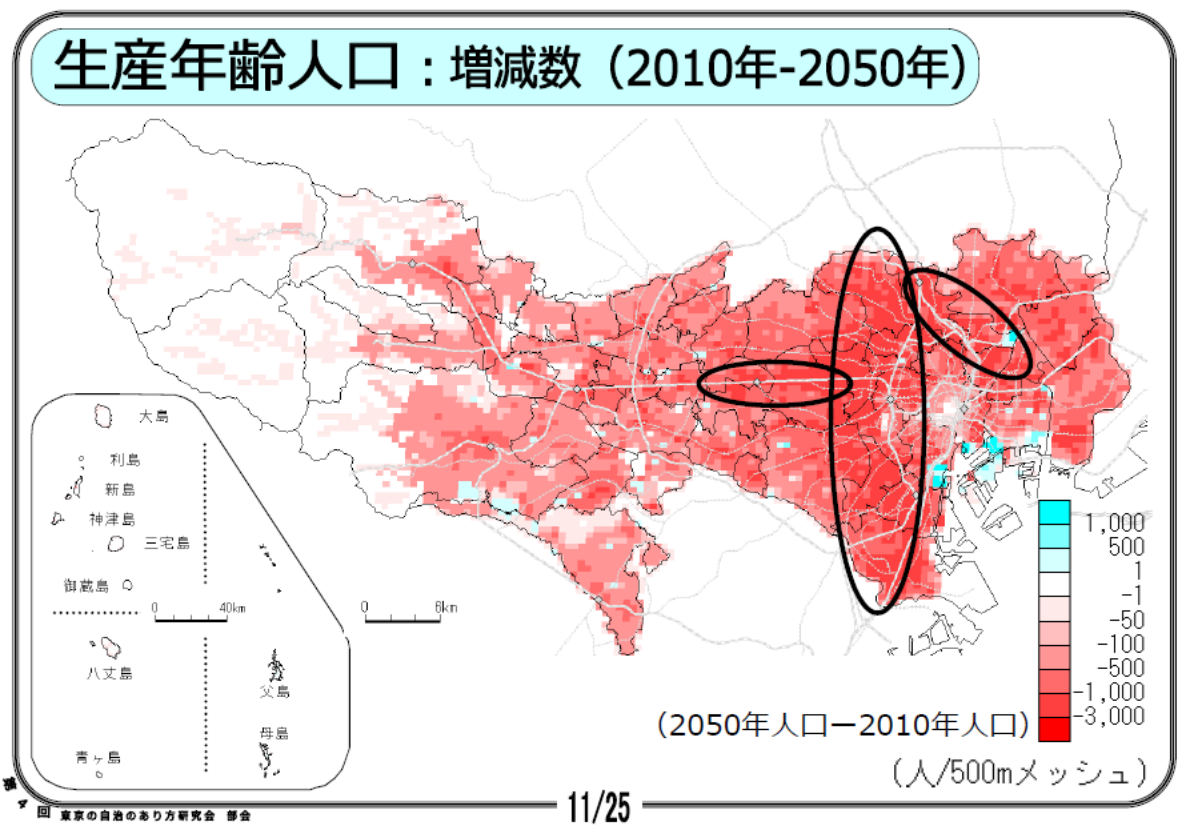 生産年齢人口：増減数（2010年-2050年）
大島
利島
新島
神津島
三宅島
御蔵島
0 40km
0 6km
八丈島
父島
母島
青ヶ島
1,000
500
1
-1
-50
-100
-500
-1,000
-3,000
（2050年人口ー2010年人口）
（人/500mメッシュ）
第4回 東京の自治のあり方研究会 部会
11/25